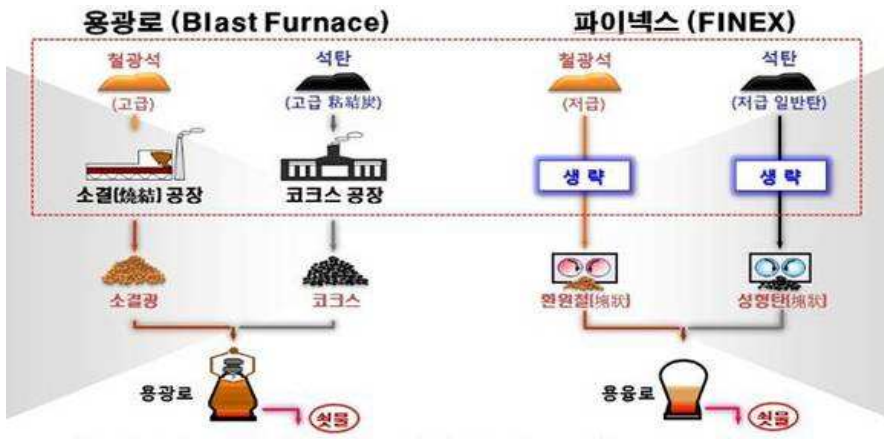 용광로 (Blast Furnace)
파이넥스 (FINEX)
철광석
석탄
철광석
석탄
(고급)
(고급 粘結炭)
(저급)
(저급 일반탄)
생 략
생 략
소결(燒結) 공장
코크스 공장
소결광
코크스
환원철(塊狀)
성형탄(塊狀)
용광로
쇳물
용융로
쇳물